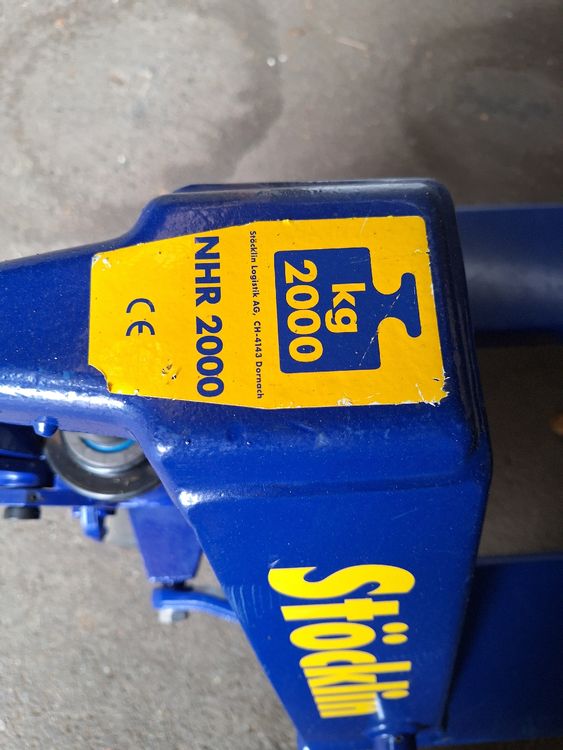 kg
2000
Stöcklin Logistik AG, CH-4143 Dornach
NHR 2000
CE
Stöcklin